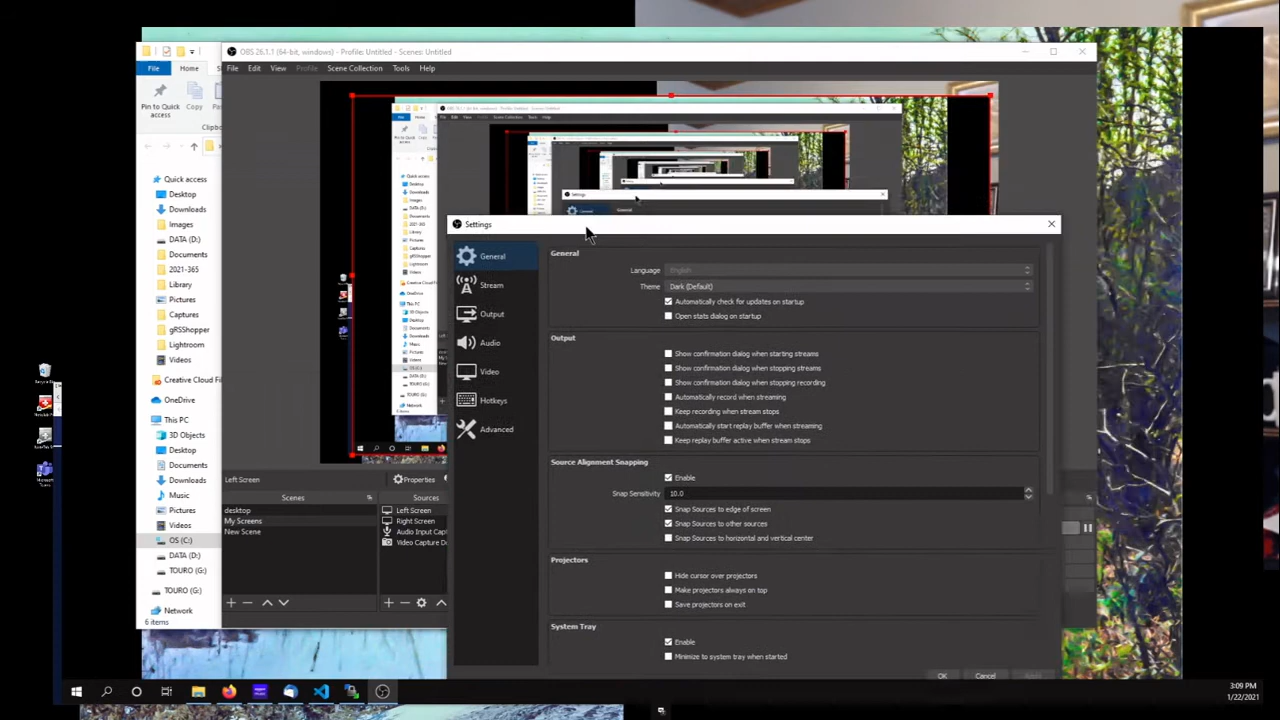 OBS 26.1.1 (64-bit, windows) - Profile: Untitled - Scenes: Untitled
File
Home
File Edit View Profile Scene Collection Tools Help
Pin to Quick access
Copy
Quick access
Desktop
Downloads
Images
DATA (D:)
Documents
2021-365
Library
Pictures
Captures
gRSShopper
Lightroom
Videos
Creative Cloud Fi
OneDrive
This PC
3D Objects
Desktop
Documents
Downloads
Music
Pictures
Videos
OS (C:)
DATA (D:)
TOURO (G:)
TOURO (G:)
Network
6 items
Left Screen
Properties
Scenes
desktop
My Screens
New Scene
Sources
Left Screen
Right Screen
Audio Input Cap
Video Capture D
Settings
General
Stream
Output
Audio
Video
Hotkeys
Advanced
General
Language English
Theme Dark (Default)
Automatically check for updates on startup
Open stats dialog on startup
Output
Show confirmation dialog when starting streams
Show confirmation dialog when stopping streams
Show confirmation dialog when stopping recording
Automatically record when streaming
Keep recording when stream stops
Automatically start replay buffer when streaming
Keep replay buffer active when stream stops
Source Alignment Snapping
Enable
Snap Sensitivity 10.0
Snap Sources to edge of screen
Snap Sources to other sources
Snap Sources to horizontal and vertical center
Projectors
Hide cursor over projectors
Make projectors always on top
Save projectors on exit
System Tray
Enable
Minimize to system tray when started
OK Cancel Apply
3:09 PM
1/22/2021